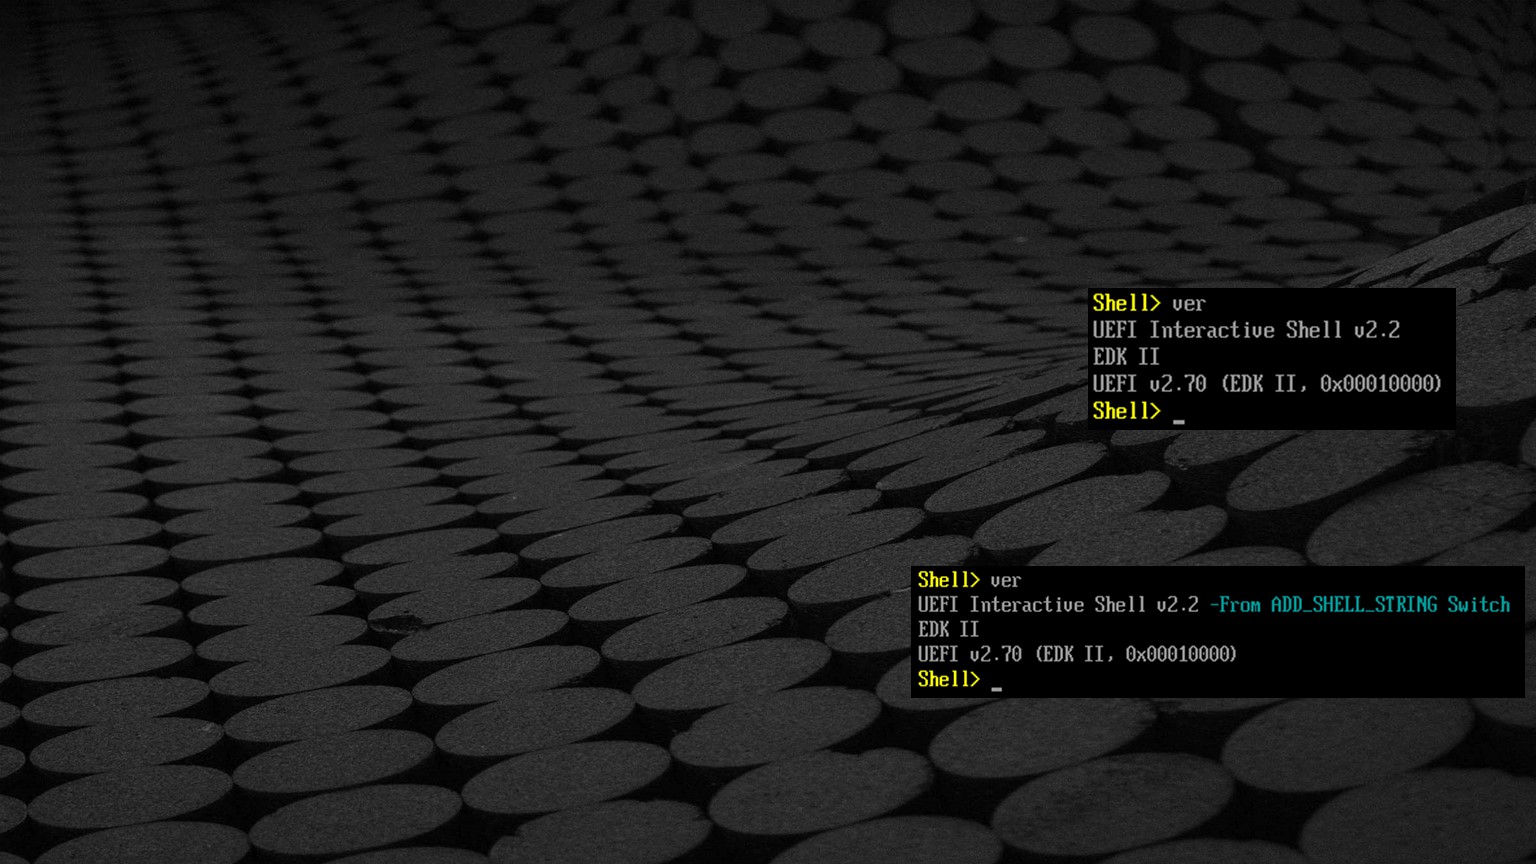 Shell> ver
UEFI Interactive Shell v2.2
EDK II
UEFI v2.70 (EDK II, 0x00010000)
Shell> _
Shell> ver
UEFI Interactive Shell v2.2 -From ADD_SHELL_STRING Switch
EDK II
UEFI v2.70 (EDK II, 0x00010000)
Shell> _